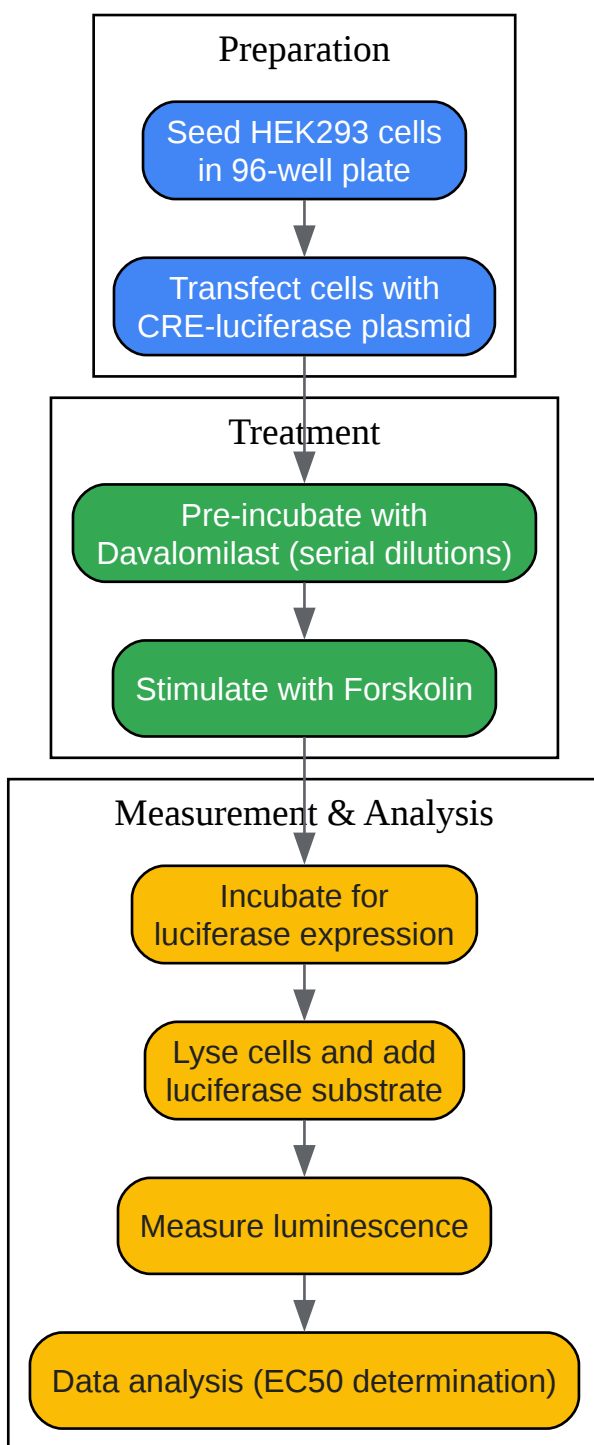 Preparation
Seed HEK293 cells
in 96-well plate
Transfect cells with
CRE-luciferase plasmid
Treatment
Pre-incubate with
Davalomilast (serial dilutions)
Stimulate with Forskolin
Measurement & Analysis
Incubate for
luciferase expression
Lyse cells and add
luciferase substrate
Measure luminescence
Data analysis (EC50 determination)